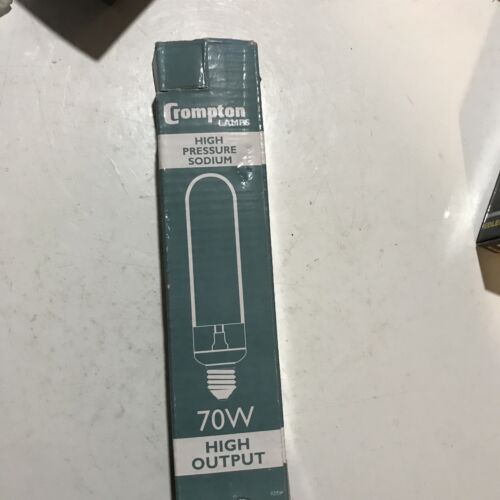 Crompton
LAMPS
HIGH
PRESSURE
SODIUM
70W
HIGH
OUTPUT